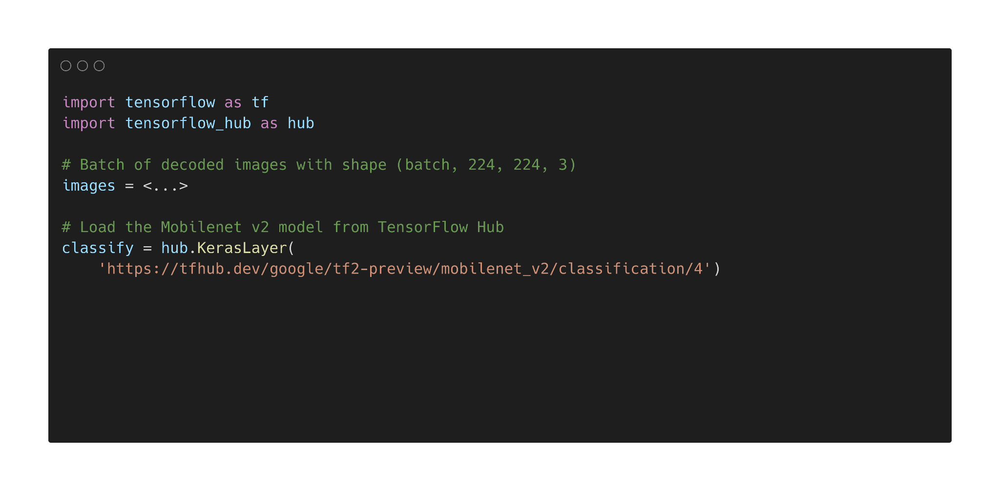 import tensorflow as tf
import tensorflow_hub as hub
# Batch of decoded images with shape (batch, 224, 224, 3)
images = <...>
# Load the Mobilenet v2 model from TensorFlow Hub
classify = hub.KerasLayer(
    'https://tfhub.dev/google/tf2-preview/mobilenet_v2/classification/4')